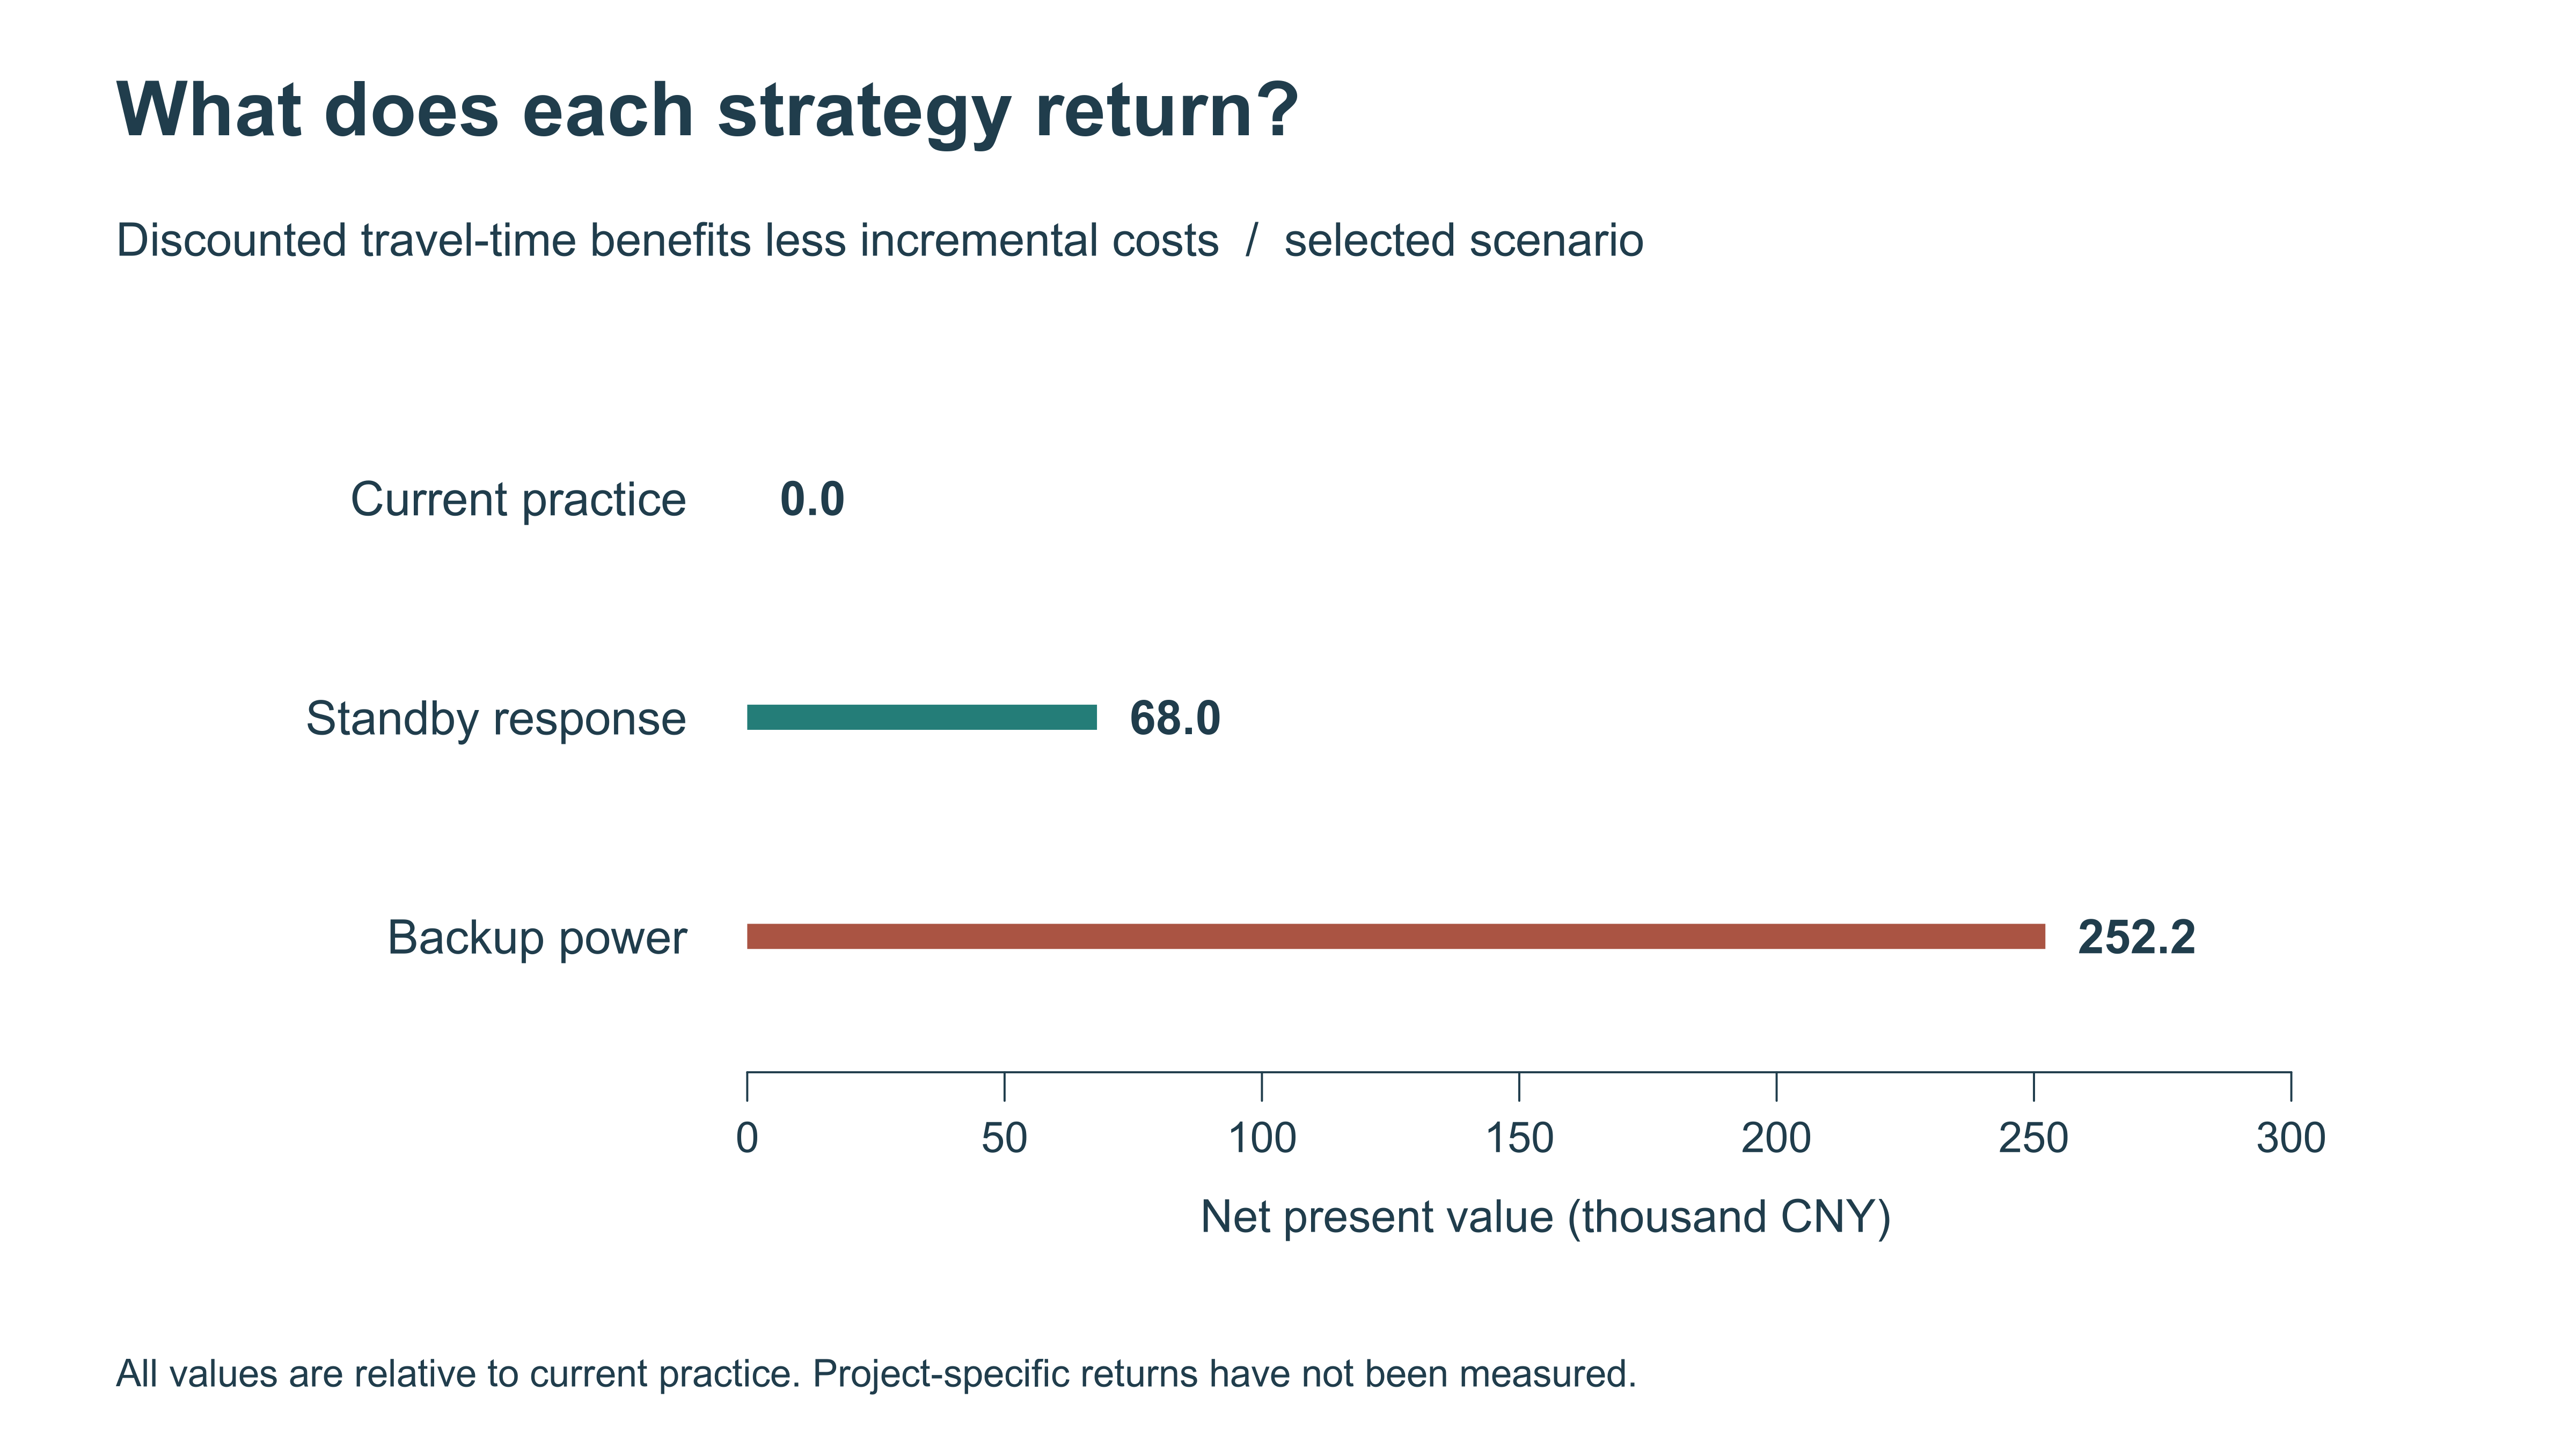 What does each strategy return?
Discounted travel-time benefits less incremental costs / selected scenario
Current practice 0.0
Standby response 68.0
Backup power 252.2
0 50 100 150 200 250 300
Net present value (thousand CNY)
All values are relative to current practice. Project-specific returns have not been measured.